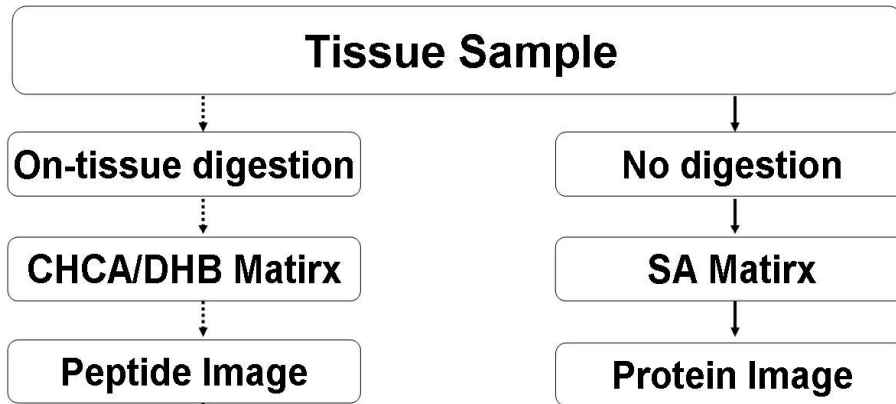 Tissue Sample
On-tissue digestion
No digestion
CHCA/DHB Matirx
SA Matirx
Peptide Image
Protein Image